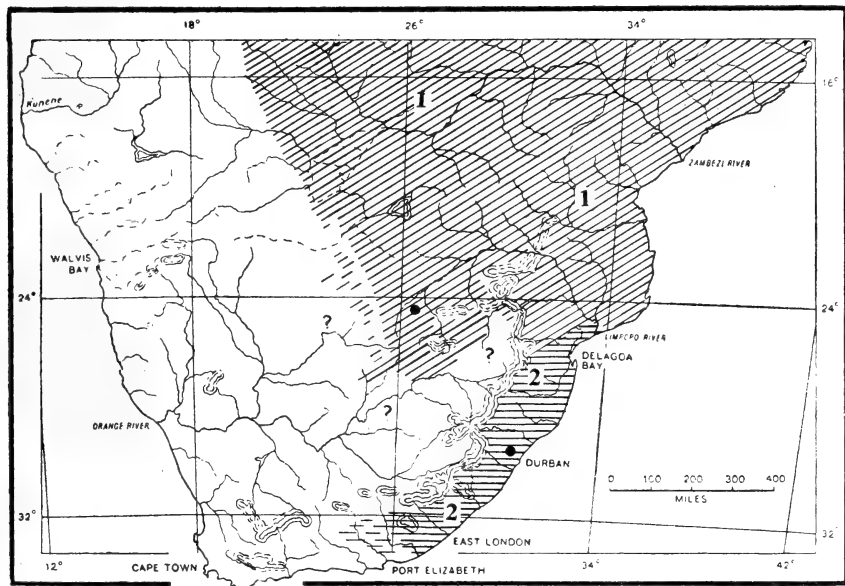 18°
26°
34°
Kunene R
1
16°
ZAMBEZI RIVER
1
WALVIS
BAY
24°
24°
?
?
LIMPOPO RIVER
DELAGOA
BAY
2
?
ORANGE RIVER
DURBAN
0 100 200 300 400
MILES
32°
2
32°
EAST LONDON
12°
CAPE TOWN
PORT ELIZABETH
34°
42°